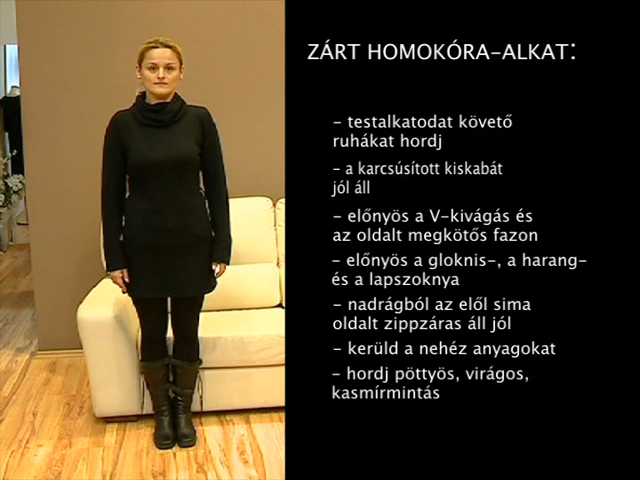 ZÁRT HOMOKÓRA-ALKAT:
- testalkatodat követő
ruhákat hordj
- a karcsúsított kiskabát
jól áll
- előnyös a V-kivágás és
az oldalt megkötős fazon
- előnyös a gloknis-, a harang-
és a lapszoknya
- nadrágból az elől sima
oldalt zippzáras áll jól
- kerüld a nehéz anyagokat
- hordj pöttyös, virágos,
kasmírmintás